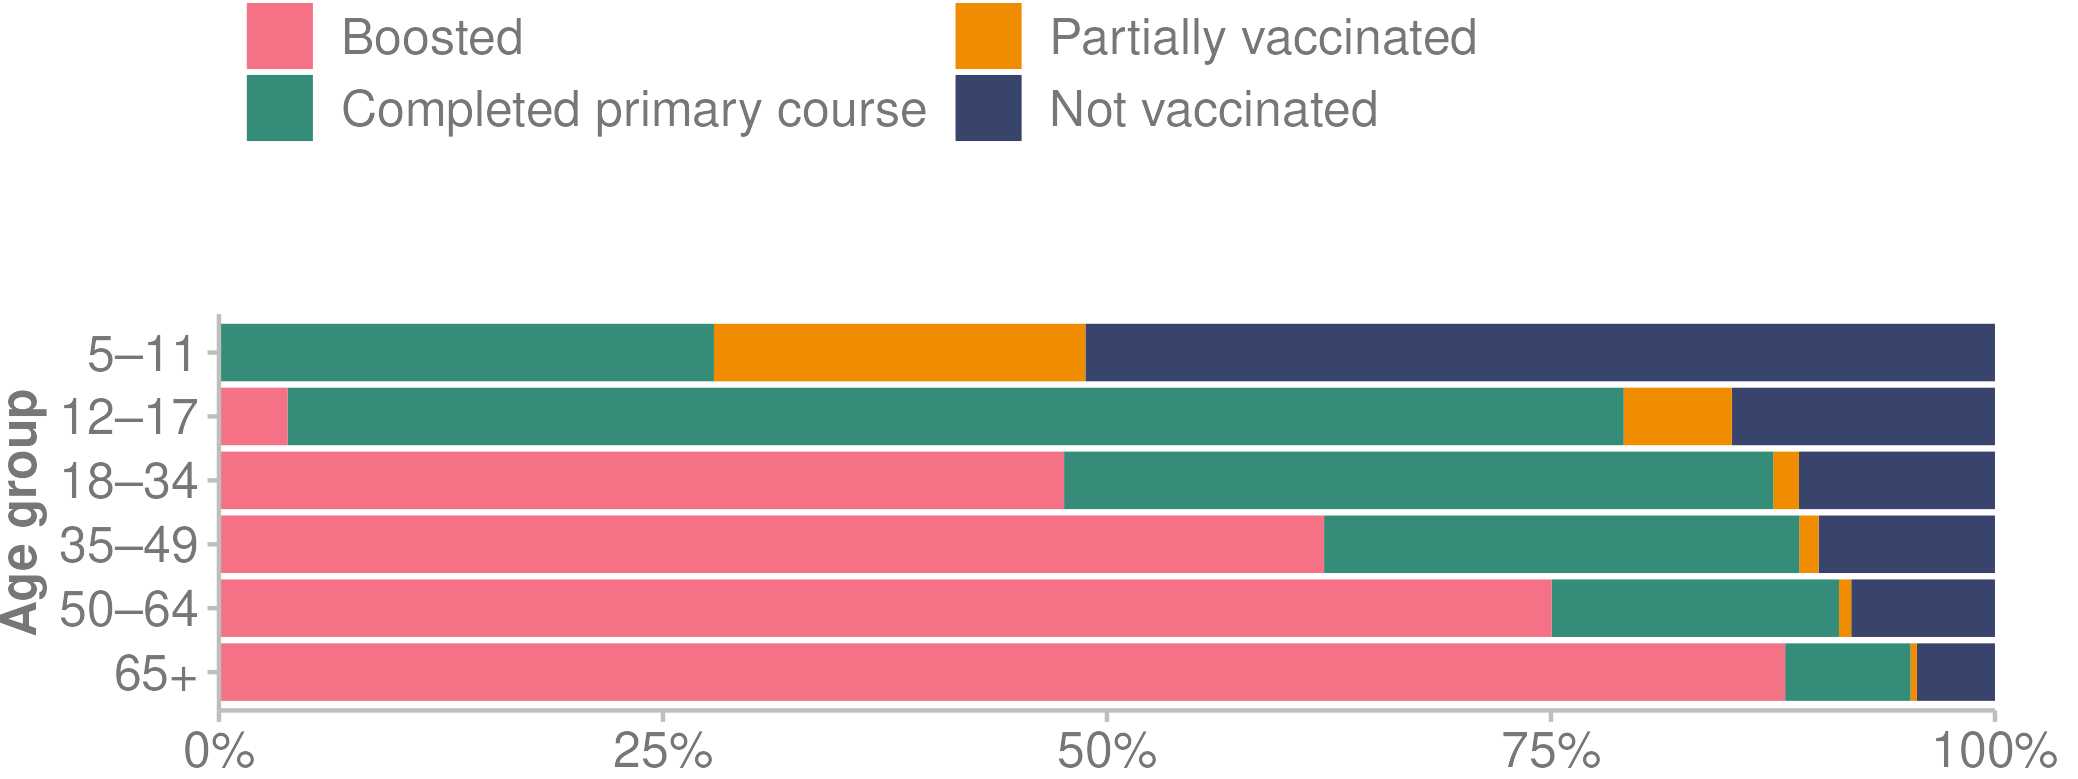 Boosted
Partially vaccinated
Completed primary course
Not vaccinated
Age group
5–11
12–17
18–34
35–49
50–64
65+
0%
25%
50%
75%
100%